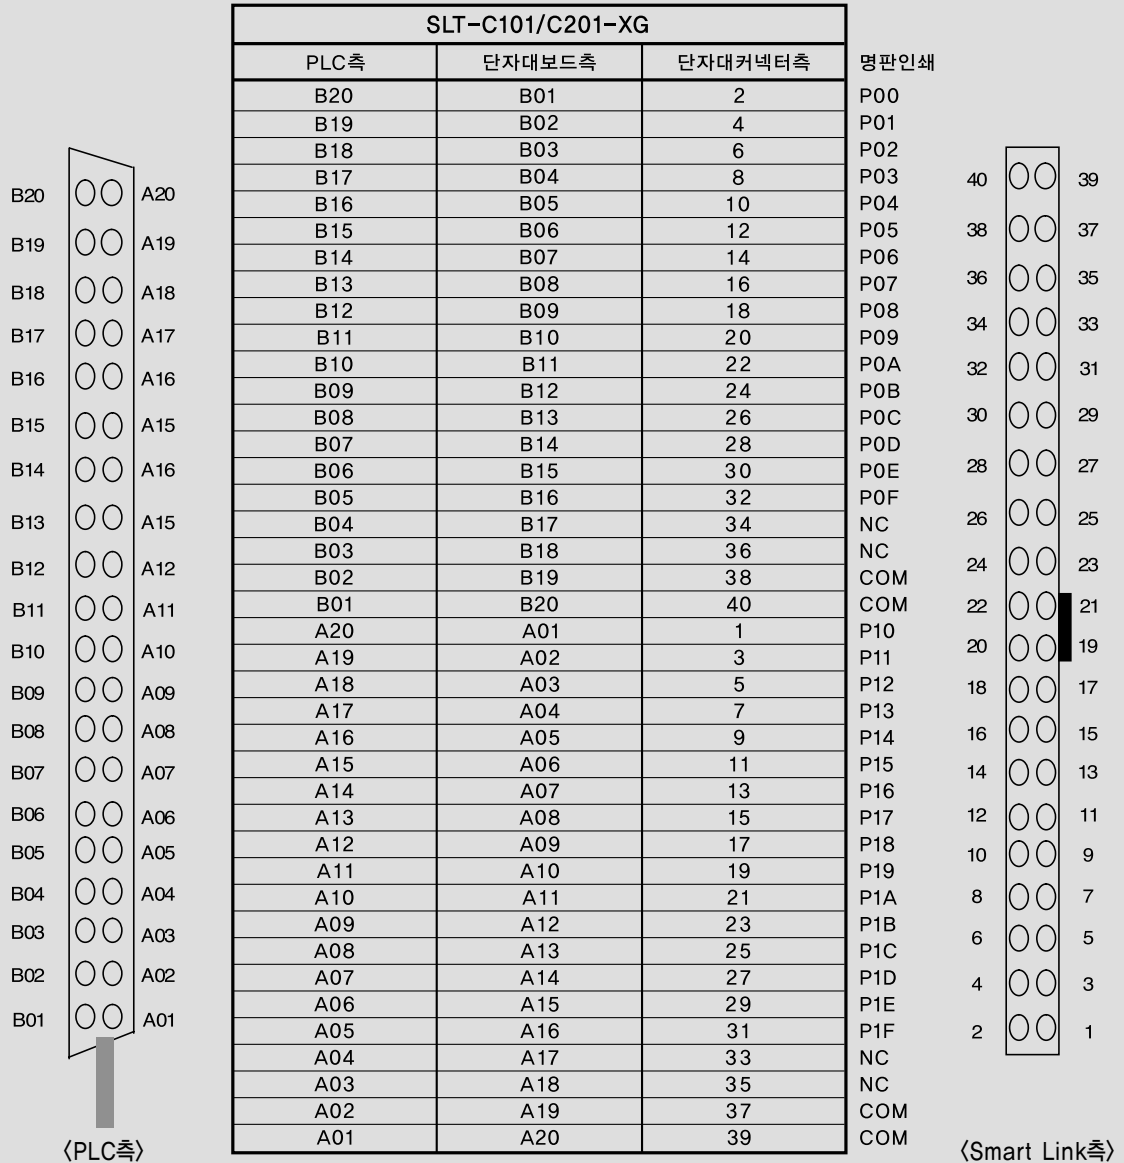 SLT-C101/C201-XG
PLC측 단자대보드측 단자대커넥터측 명판인쇄
B20 B01 2 P00
B19 B02 4 P01
B18 B03 6 P02
B17 B04 8 P03
B16 B05 10 P04
B15 B06 12 P05
B14 B07 14 P06
B13 B08 16 P07
B12 B09 18 P08
B11 B10 20 P09
B10 B11 22 P0A
B09 B12 24 P0B
B08 B13 26 P0C
B07 B14 28 P0D
B06 B15 30 P0E
B05 B16 32 P0F
B04 B17 34 NC
B03 B18 36 NC
B02 B19 38 COM
B01 B20 40 COM
A20 A01 1 P10
A19 A02 3 P11
A18 A03 5 P12
A17 A04 7 P13
A16 A05 9 P14
A15 A06 11 P15
A14 A07 13 P16
A13 A08 15 P17
A12 A09 17 P18
A11 A10 19 P19
A10 A11 21 P1A
A09 A12 23 P1B
A08 A13 25 P1C
A07 A14 27 P1D
A06 A15 29 P1E
A05 A16 31 P1F
A04 A17 33 NC
A03 A18 35 NC
A02 A19 37 COM
A01 A20 39 COM
B20 A20
B19 A19
B18 A18
B17 A17
B16 A16
B15 A15
B14 A16
B13 A15
B12 A12
B11 A11
B10 A10
B09 A09
B08 A08
B07 A07
B06 A06
B05 A05
B04 A04
B03 A03
B02 A02
B01 A01
〈PLC측〉
40 39
38 37
36 35
34 33
32 31
30 29
28 27
26 25
24 23
22 21
20 19
18 17
16 15
14 13
12 11
10 9
8 7
6 5
4 3
2 1
〈Smart Link측〉